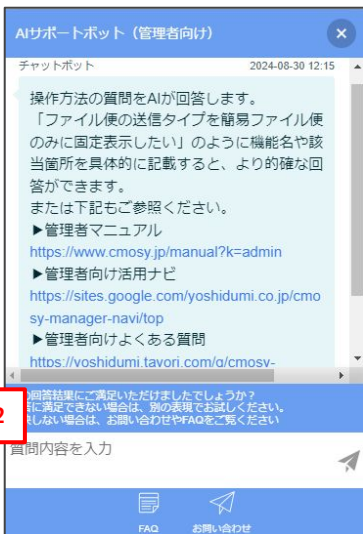 AIサポートボット（管理者向け）
チャットボット 2024-08-30 12:15
操作方法の質問をAIが回答します。
「ファイル便の送信タイプを簡易ファイル便
のみに固定表示したい」のように機能名や該
当箇所を具体的に記載すると、より的確な回
答ができます。
または下記もご参照ください。
▶管理者マニュアル
https://www.cmosy.jp/manual?k=admin
▶管理者向け活用ナビ
https://sites.google.com/yoshidumi.co.jp/cmo
sy-manager-navi/top
▶管理者向けよくある質問
https://yoshidumi.tayori.com/q/cmosy-
回答結果にご満足いただけましたでしょうか？
に満足できない場合は、別の表現でお試しください。
しない場合は、お問い合わせやFAQをご覧ください
2
質問内容を入力
FAQ お問い合わせ